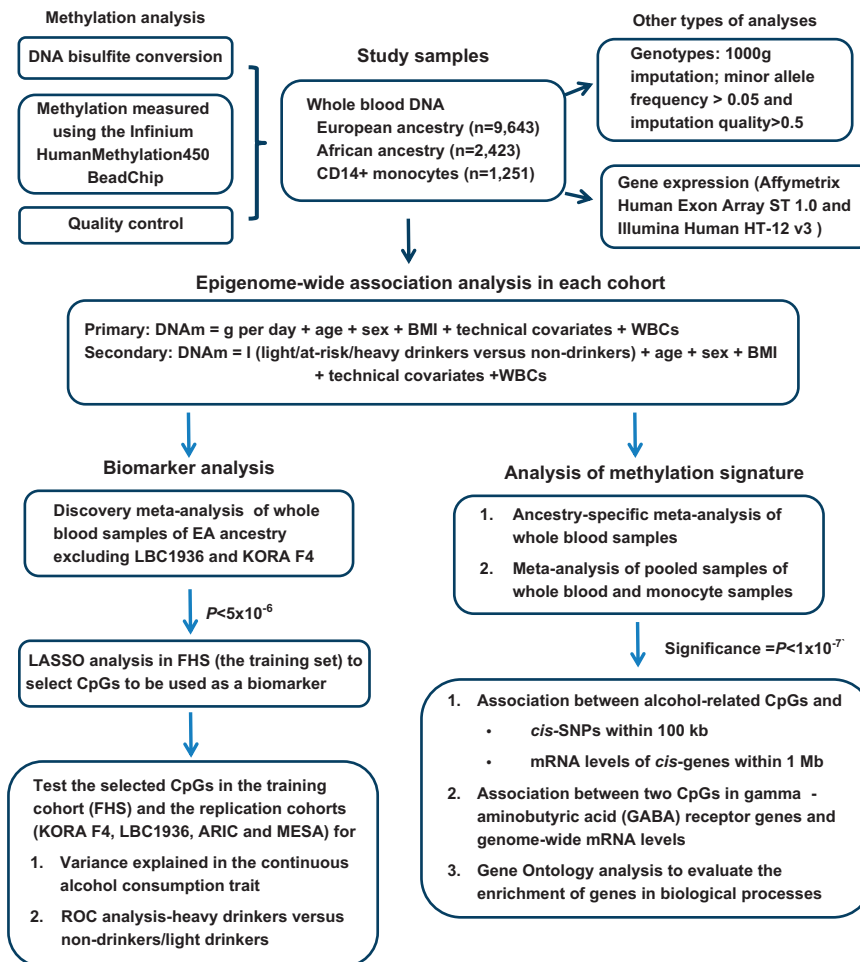 Methylation analysis
DNA bisulfite conversion
Methylation measured
using the Infinium
HumanMethylation450
BeadChip
Quality control
Study samples
Whole blood DNA
European ancestry (n=9,643)
African ancestry (n=2,423)
CD14+ monocytes (n=1,251)
Other types of analyses
Genotypes: 1000g
imputation; minor allele
frequency > 0.05 and
imputation quality>0.5
Gene expression (Affymetrix
Human Exon Array ST 1.0 and
Illumina Human HT-12 v3 )
Epigenome-wide association analysis in each cohort
Primary: DNAm = g per day + age + sex + BMI + technical covariates + WBCs
Secondary: DNAm = I (light/at-risk/heavy drinkers versus non-drinkers) + age + sex + BMI
+ technical covariates +WBCs
Biomarker analysis
Discovery meta-analysis of whole
blood samples of EA ancestry
excluding LBC1936 and KORA F4
P<5x10⁻⁶
LASSO analysis in FHS (the training set) to
select CpGs to be used as a biomarker
Test the selected CpGs in the training
cohort (FHS) and the replication cohorts
(KORA F4, LBC1936, ARIC and MESA) for
1. Variance explained in the continuous
alcohol consumption trait
2. ROC analysis-heavy drinkers versus
non-drinkers/light drinkers
Analysis of methylation signature
1. Ancestry-specific meta-analysis of
whole blood samples
2. Meta-analysis of pooled samples of
whole blood and monocyte samples
Significance =P<1x10⁻⁷`
1. Association between alcohol-related CpGs and
• cis-SNPs within 100 kb
• mRNA levels of cis-genes within 1 Mb
2. Association between two CpGs in gamma -
aminobutyric acid (GABA) receptor genes and
genome-wide mRNA levels
3. Gene Ontology analysis to evaluate the
enrichment of genes in biological processes